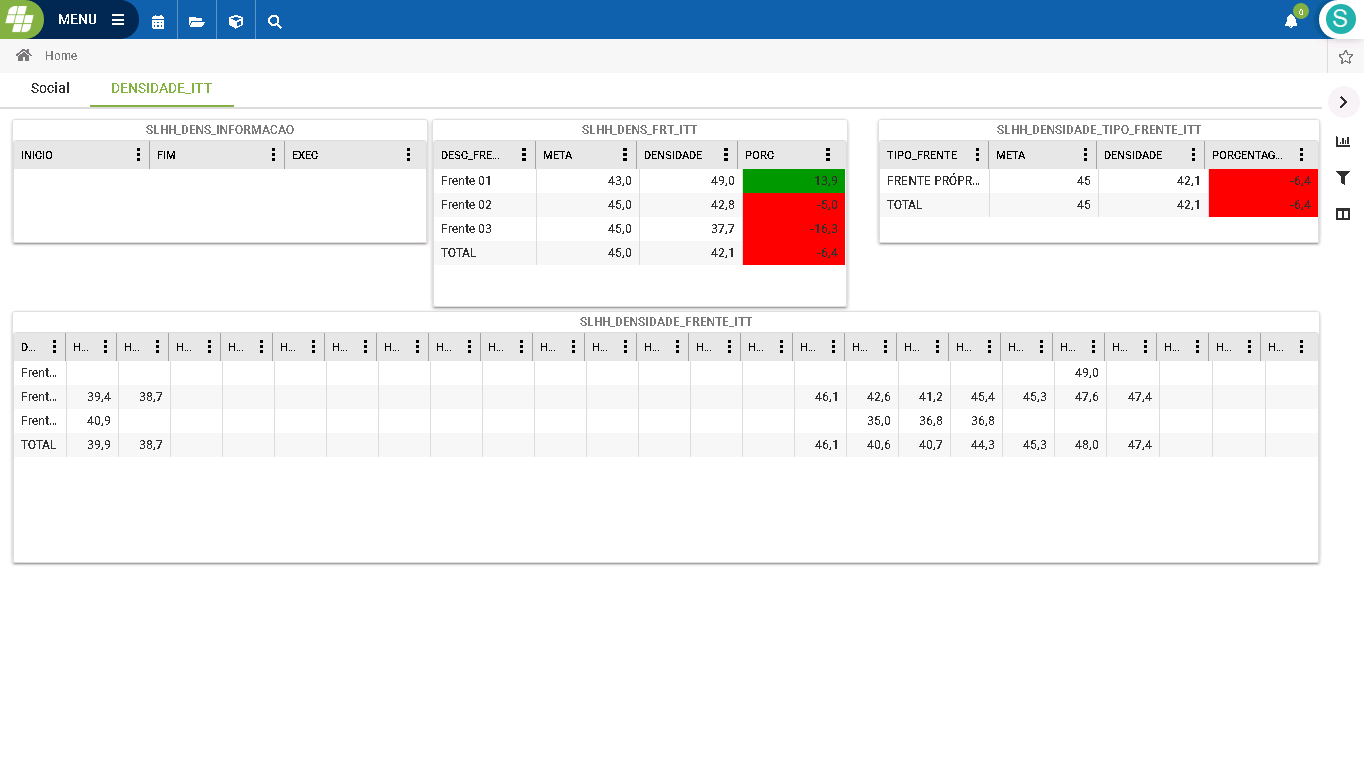 MENU
0
S
Home
Social DENSIDADE_ITT
SLHH_DENS_INFORMACAO
INICIO FIM EXEC
SLHH_DENS_FRT_ITT
DESC_FRE... META DENSIDADE PORC
Frente 01 43,0 49,0 13,9
Frente 02 45,0 42,8 -5,0
Frente 03 45,0 37,7 -16,3
TOTAL 45,0 42,1 -6,4
SLHH_DENSIDADE_TIPO_FRENTE_ITT
TIPO_FRENTE META DENSIDADE PORCENTAG...
FRENTE PRÓPR... 45 42,1 -6,4
TOTAL 45 42,1 -6,4
SLHH_DENSIDADE_FRENTE_ITT
D... H... H... H... H... H... H... H... H... H... H... H... H... H... H... H... H... H... H... H... H... H... H... H... H...
Frent... 49,0
Frent... 39,4 38,7 46,1 42,6 41,2 45,4 45,3 47,6 47,4
Frent... 40,9 35,0 36,8 36,8
TOTAL 39,9 38,7 46,1 40,6 40,7 44,3 45,3 48,0 47,4